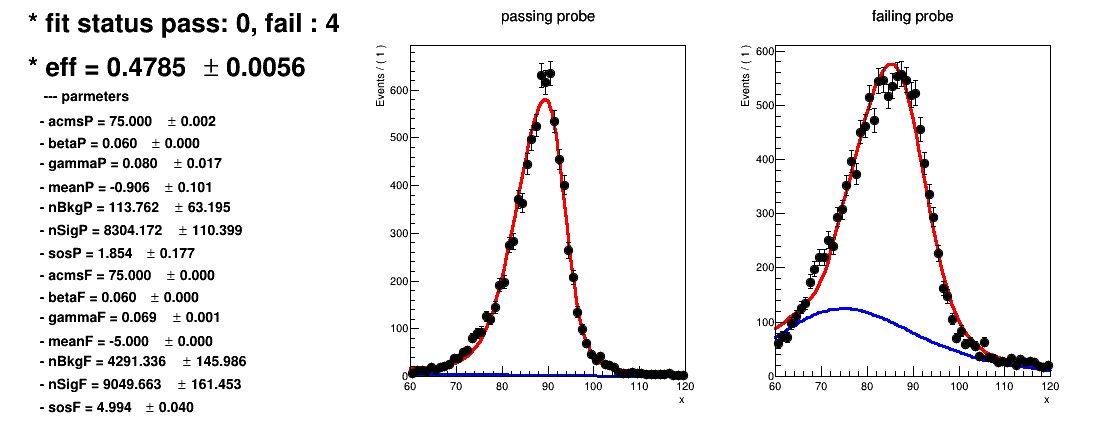 * fit status pass: 0, fail : 4
* eff = 0.4785 ± 0.0056
--- parmeters
- acmsP = 75.000 ± 0.002
- betaP = 0.060 ± 0.000
- gammaP = 0.080 ± 0.017
- meanP = -0.906 ± 0.101
- nBkgP = 113.762 ± 63.195
- nSigP = 8304.172 ± 110.399
- sosP = 1.854 ± 0.177
- acmsF = 75.000 ± 0.000
- betaF = 0.060 ± 0.000
- gammaF = 0.069 ± 0.001
- meanF = -5.000 ± 0.000
- nBkgF = 4291.336 ± 145.986
- nSigF = 9049.663 ± 161.453
- sosF = 4.994 ± 0.040
passing probe
Events / ( 1 )
600
500
400
300
200
100
0
60 70 80 90 100 110 120
x
failing probe
Events / ( 1 )
600
500
400
300
200
100
0
60 70 80 90 100 110 120
x